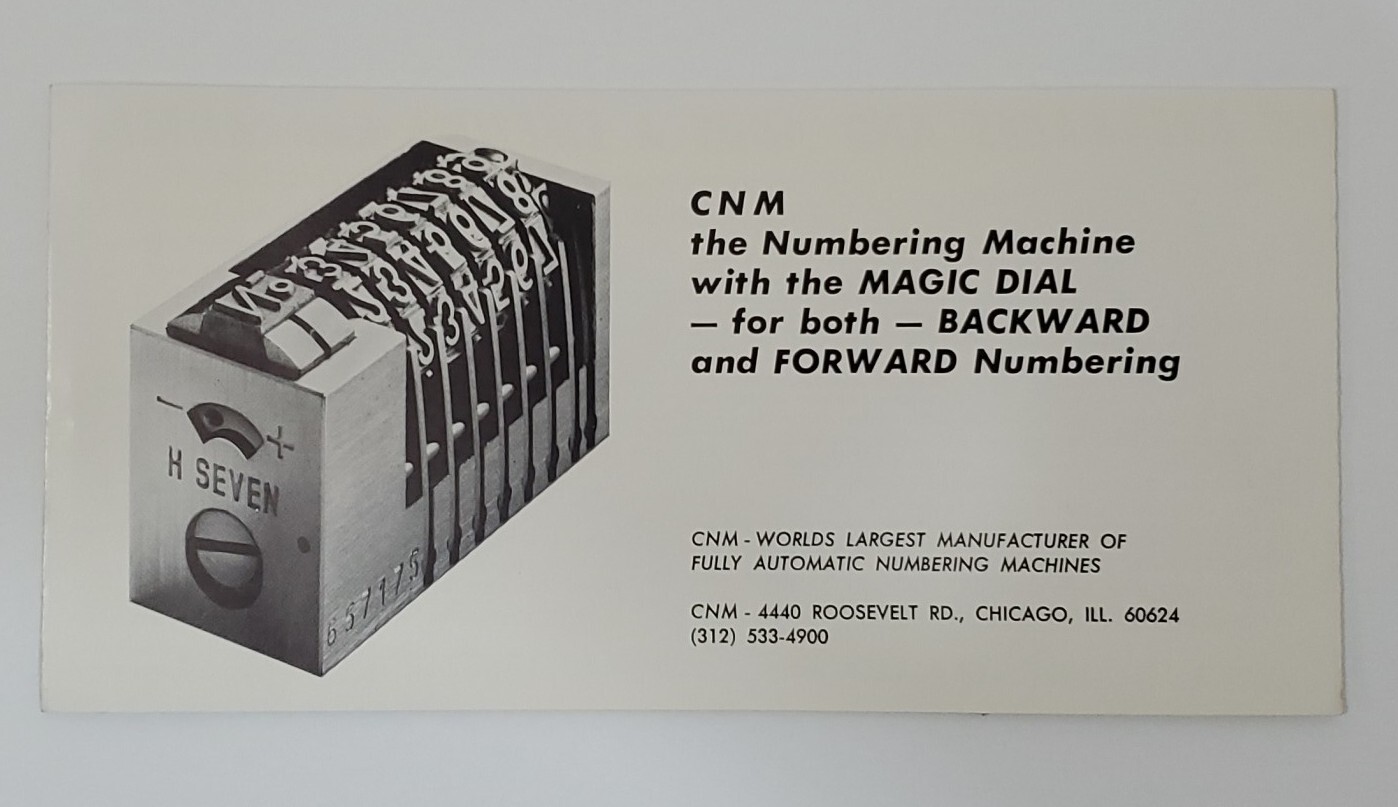 CNM
the Numbering Machine
with the MAGIC DIAL
— for both — BACKWARD
and FORWARD Numbering
– +
H SEVEN
657175
CNM - WORLDS LARGEST MANUFACTURER OF
FULLY AUTOMATIC NUMBERING MACHINES
CNM - 4440 ROOSEVELT RD., CHICAGO, ILL. 60624
(312) 533-4900